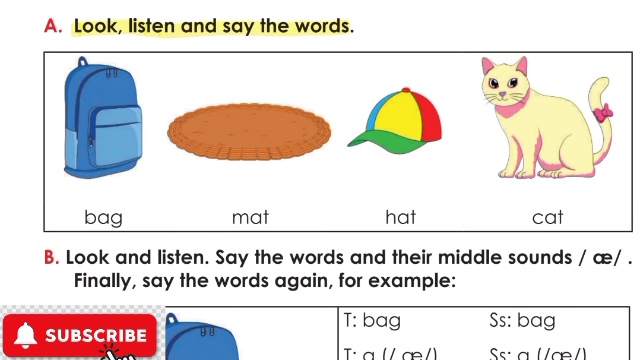 A. Look, listen and say the words.
bag mat hat cat
B. Look and listen. Say the words and their middle sounds / æ/ .
Finally, say the words again, for example:
SUBSCRIBE
T: bag Ss: bag
T: a (/ æ/) Ss: a (/æ/)